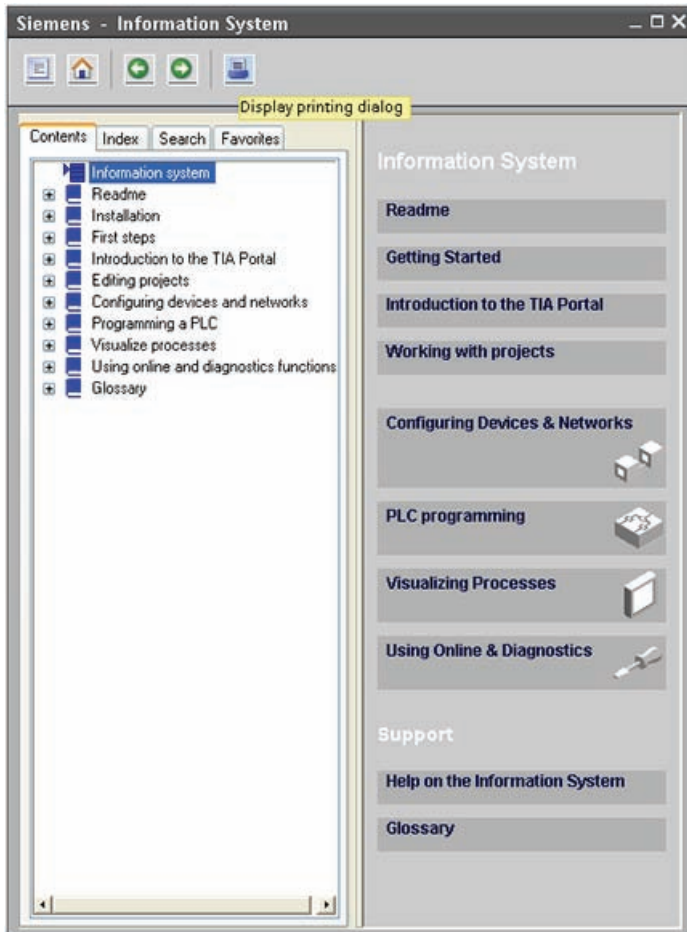 Siemens - Information System
Display printing dialog
Contents Index Search Favorites
Information system
Readme
Installation
First steps
Introduction to the TIA Portal
Editing projects
Configuring devices and networks
Programming a PLC
Visualize processes
Using online and diagnostics functions
Glossary
Information System
Readme
Getting Started
Introduction to the TIA Portal
Working with projects
Configuring Devices & Networks
PLC programming
Visualizing Processes
Using Online & Diagnostics
Support
Help on the Information System
Glossary